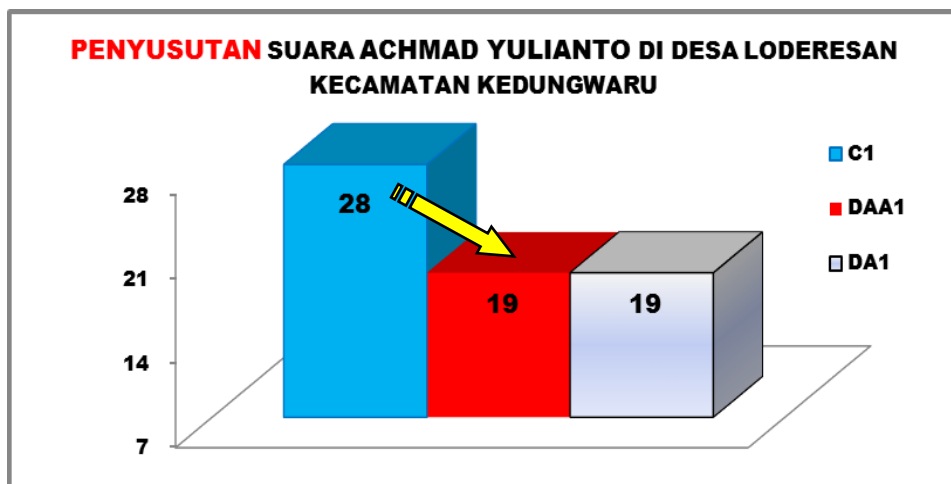 PENYUSUTAN SUARA ACHMAD YULIANTO DI DESA LODERESAN
KECAMATAN KEDUNGWARU
28
21
14
7
28
19
19
C1
DAA1
DA1